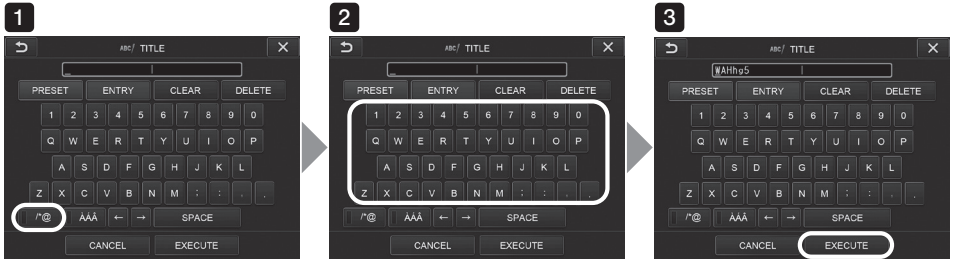 1
ABC/ TITLE
PRESET ENTRY CLEAR DELETE
1 2 3 4 5 6 7 8 9 0
Q W E R T Y U I O P
A S D F G H J K L
Z X C V B N M ; : , .
/*@ ÀÁÂ ← → SPACE
CANCEL EXECUTE
2
ABC/ TITLE
PRESET ENTRY CLEAR DELETE
1 2 3 4 5 6 7 8 9 0
Q W E R T Y U I O P
A S D F G H J K L
Z X C V B N M ; : , .
/*@ ÀÁÂ ← → SPACE
CANCEL EXECUTE
3
ABC/ TITLE
WAHhg5
PRESET ENTRY CLEAR DELETE
1 2 3 4 5 6 7 8 9 0
Q W E R T Y U I O P
A S D F G H J K L
Z X C V B N M ; : , .
/*@ ÀÁÂ ← → SPACE
CANCEL EXECUTE